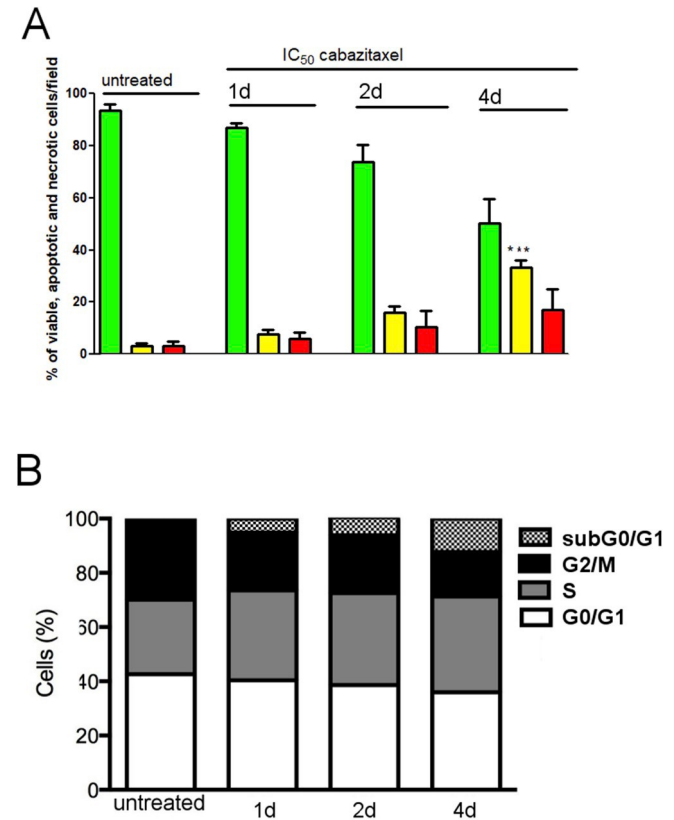 A
IC50 cabazitaxel
untreated
1d
2d
4d
% of viable, apoptotic and necrotic cells/field
100
80
60
40
20
0
***
B
Cells (%)
100
80
60
40
20
0
untreated
1d
2d
4d
subG0/G1
G2/M
S
G0/G1